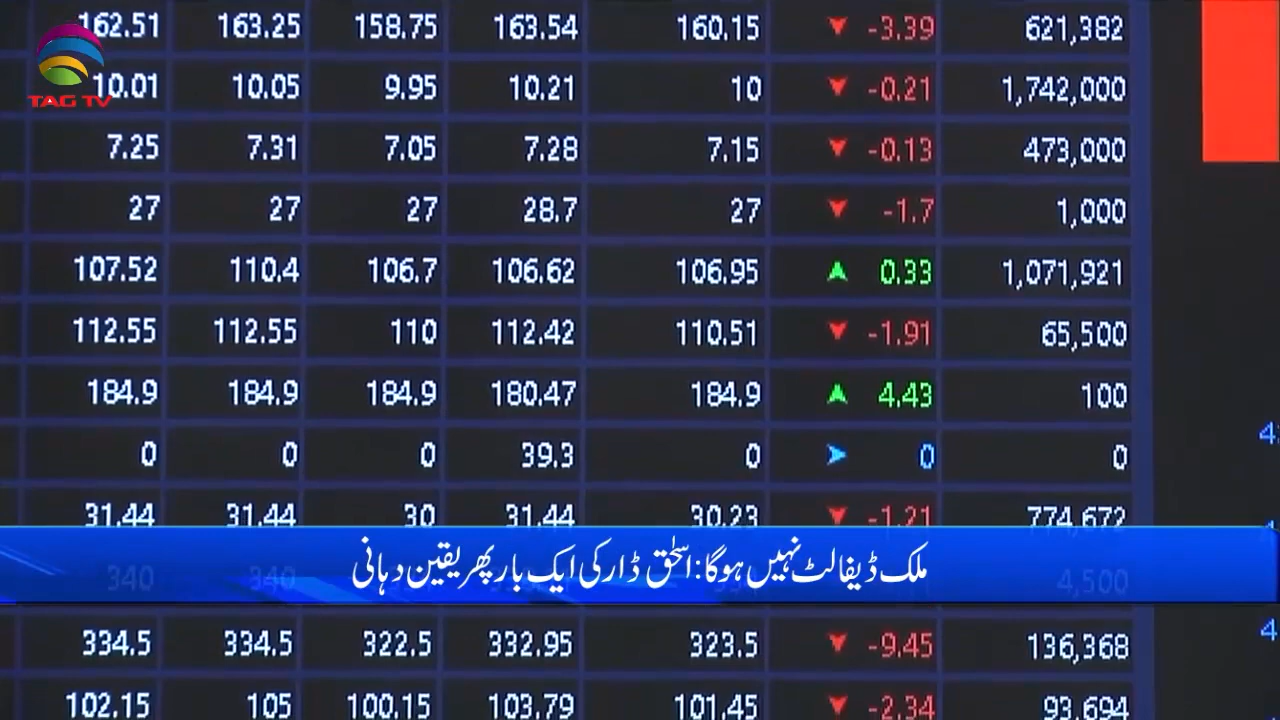 162.51 163.25 158.75 163.54 160.15 -3.39 621,382
TAG TV
10.01 10.05 9.95 10.21 10 -0.21 1,742,000
7.25 7.31 7.05 7.28 7.15 -0.13 473,000
27 27 27 28.7 27 -1.7 1,000
107.52 110.4 106.7 106.62 106.95 0.33 1,071,921
112.55 112.55 110 112.42 110.51 -1.91 65,500
184.9 184.9 184.9 180.47 184.9 4.43 100
0 0 0 39.3 0 0 0
31.44 31.44 30 31.44 30.23 -1.21 774,672
ملک ڈیفالٹ نہیں ہوگا: اسحٰق ڈار کی ایک بار پھر یقین دہانی
340 340 4,500
334.5 334.5 322.5 332.95 323.5 -9.45 136,368
102.15 105 100.15 103.79 101.45 -2.34 93,694